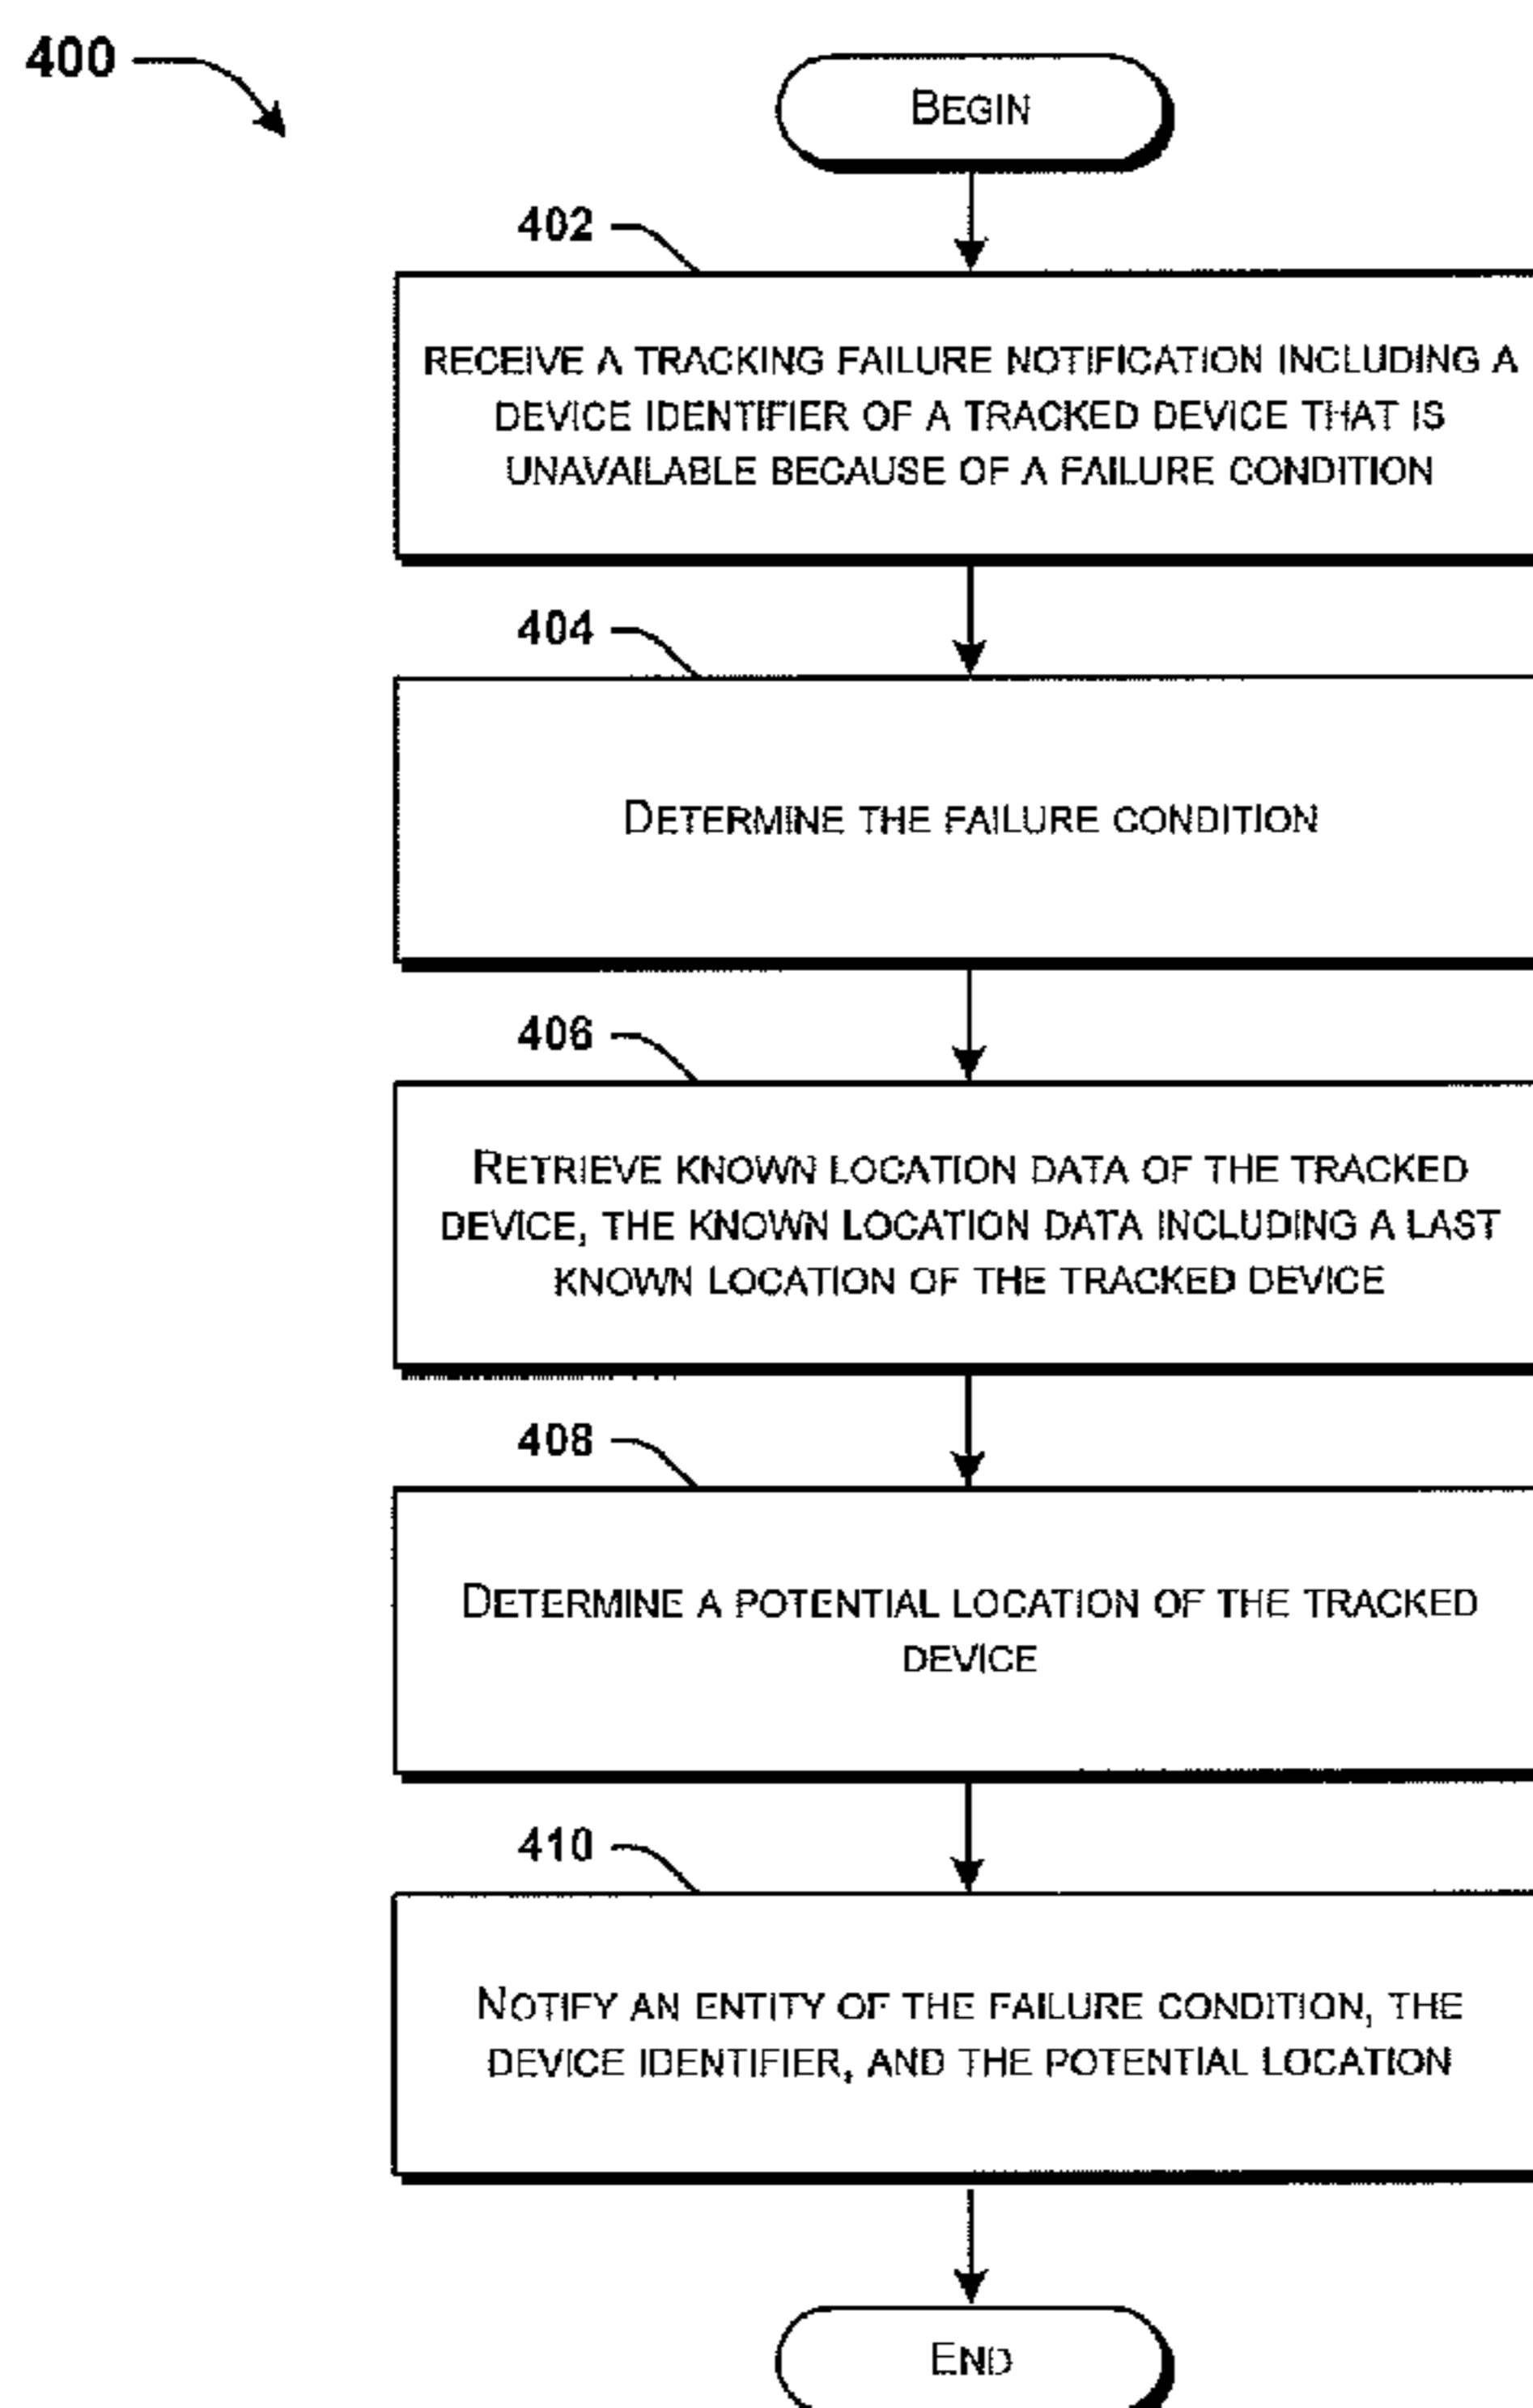 400
BEGIN
402
RECEIVE A TRACKING FAILURE NOTIFICATION INCLUDING A
DEVICE IDENTIFIER OF A TRACKED DEVICE THAT IS
UNAVAILABLE BECAUSE OF A FAILURE CONDITION
404
DETERMINE THE FAILURE CONDITION
406
RETRIEVE KNOWN LOCATION DATA OF THE TRACKED
DEVICE, THE KNOWN LOCATION DATA INCLUDING A LAST
KNOWN LOCATION OF THE TRACKED DEVICE
408
DETERMINE A POTENTIAL LOCATION OF THE TRACKED
DEVICE
410
NOTIFY AN ENTITY OF THE FAILURE CONDITION, THE
DEVICE IDENTIFIER, AND THE POTENTIAL LOCATION
END